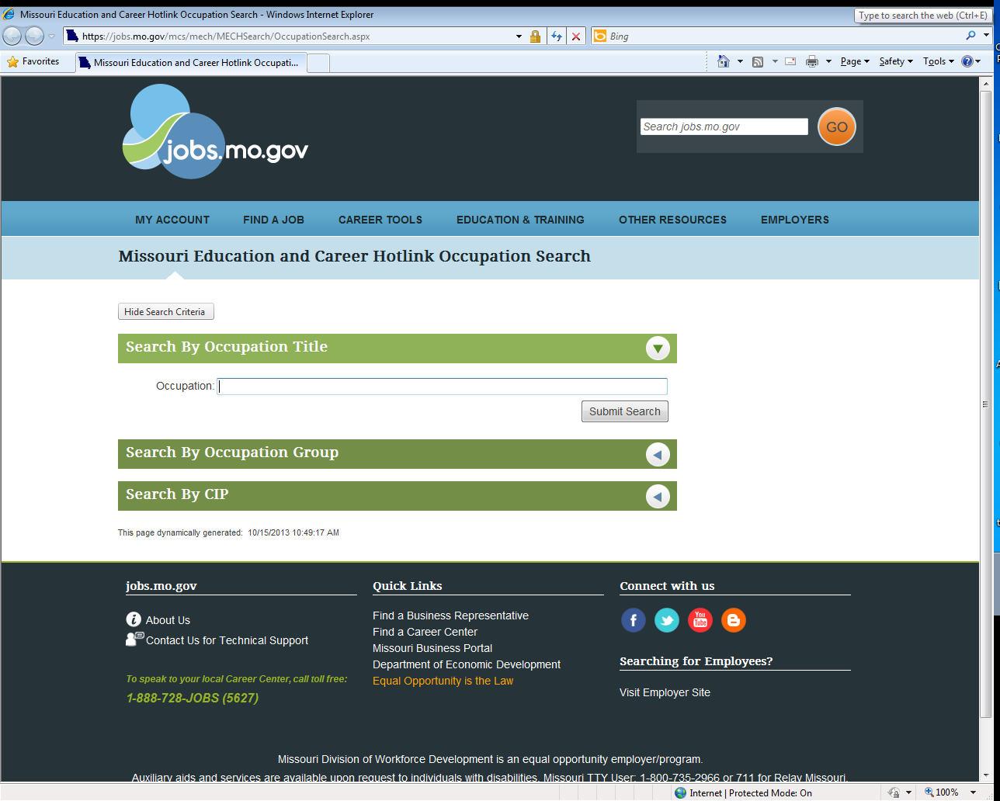 Missouri Education and Career Hotlink Occupation Search - Windows Internet Explorer
Type to search the web (Ctrl+E)
https://jobs.mo.gov/mcs/mech/MECHSearch/OccupationSearch.aspx
Bing
Favorites
Missouri Education and Career Hotlink Occupati...
Page
Safety
Tools
jobs.mo.gov
Search jobs.mo.gov
GO
MY ACCOUNT FIND A JOB CAREER TOOLS EDUCATION & TRAINING OTHER RESOURCES EMPLOYERS
Missouri Education and Career Hotlink Occupation Search
Hide Search Criteria
Search By Occupation Title
Occupation:
Submit Search
Search By Occupation Group
Search By CIP
This page dynamically generated: 10/15/2013 10:49:17 AM
jobs.mo.gov
About Us
Contact Us for Technical Support
To speak to your local Career Center, call toll free:
1-888-728-JOBS (5627)
Quick Links
Find a Business Representative
Find a Career Center
Missouri Business Portal
Department of Economic Development
Equal Opportunity is the Law
Connect with us
You Tube
Searching for Employees?
Visit Employer Site
Missouri Division of Workforce Development is an equal opportunity employer/program.
Auxiliary aids and services are available upon request to individuals with disabilities. Missouri TTY User: 1-800-735-2966 or 711 for Relay Missouri.
Internet | Protected Mode: On
100%